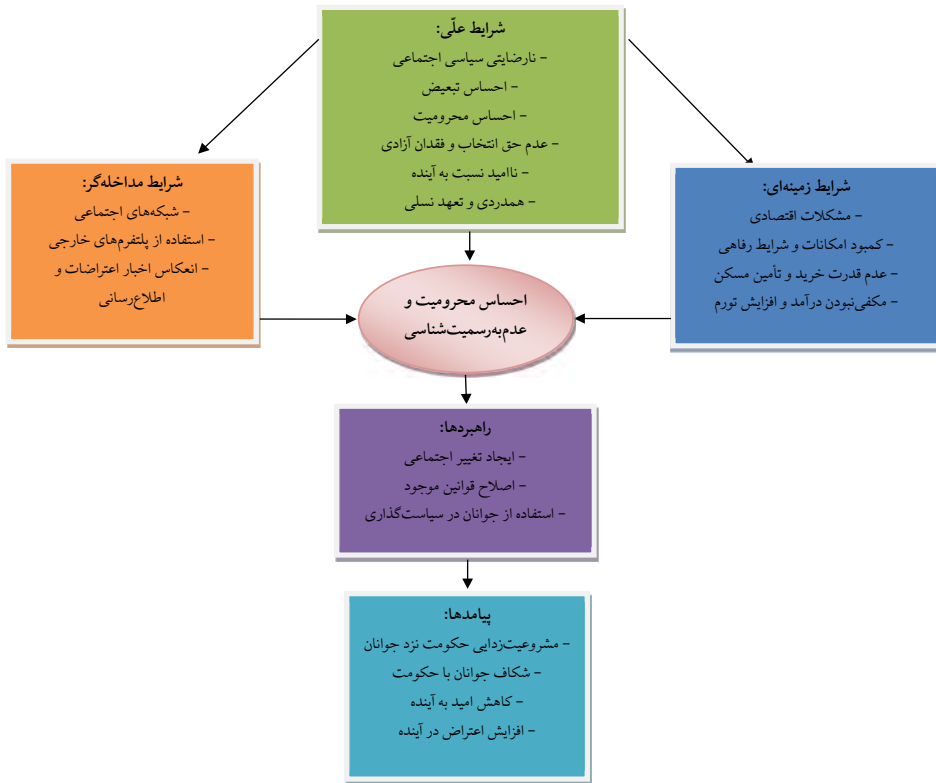 شرایط علّی:
- نارضایتی سیاسی اجتماعی
- احساس تبعیض
- احساس محرومیت
- عدم حق انتخاب و فقدان آزادی
- ناامید نسبت به آینده
- همدردی و تعهد نسلی
شرایط زمینه‌ای:
- مشکلات اقتصادی
- کمبود امکانات و شرایط رفاهی
- عدم قدرت خرید و تأمین مسکن
- مکفی‌نبودن درآمد و افزایش تورم
شرایط مداخله‌گر:
- شبکه‌های اجتماعی
- استفاده از پلتفرم‌های خارجی
- انعکاس اخبار اعتراضات و
اطلاع‌رسانی
احساس محرومیت و
عدم‌به‌رسمیت‌شناسی
راهبردها:
- ایجاد تغییر اجتماعی
- اصلاح قوانین موجود
- استفاده از جوانان در سیاست‌گذاری
پیامدها:
- مشروعیت‌زدایی حکومت نزد جوانان
- شکاف جوانان با حکومت
- کاهش امید به آینده
- افزایش اعتراض در آینده